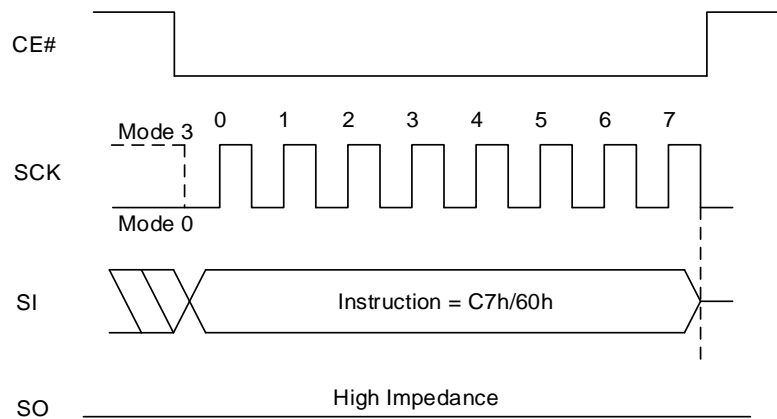 CE#
0 1 2 3 4 5 6 7
Mode 3
SCK
Mode 0
SI
Instruction = C7h/60h
High Impedance
SO